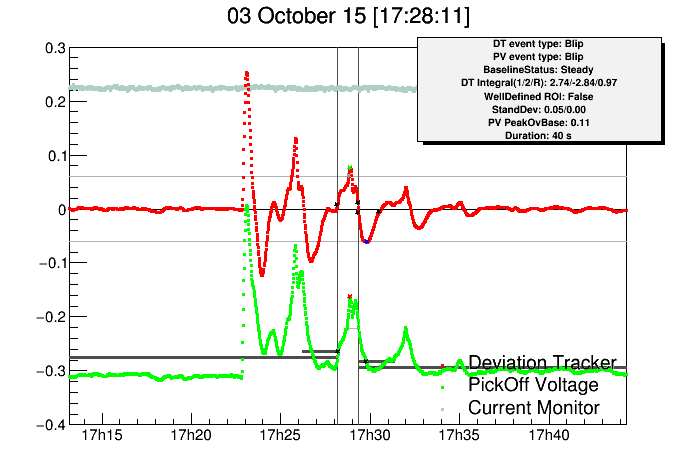 03 October 15 [17:28:11]
DT event type: Blip
PV event type: Blip
BaselineStatus: Steady
DT Integral(1/2/R): 2.74/-2.84/0.97
WellDefined ROI: False
StandDev: 0.05/0.00
PV PeakOvBase: 0.11
Duration: 40 s
0.3
0.2
0.1
0
−0.1
−0.2
−0.3
−0.4
Deviation Tracker
PickOff Voltage
Current Monitor
17h15
17h20
17h25
17h30
17h35
17h40